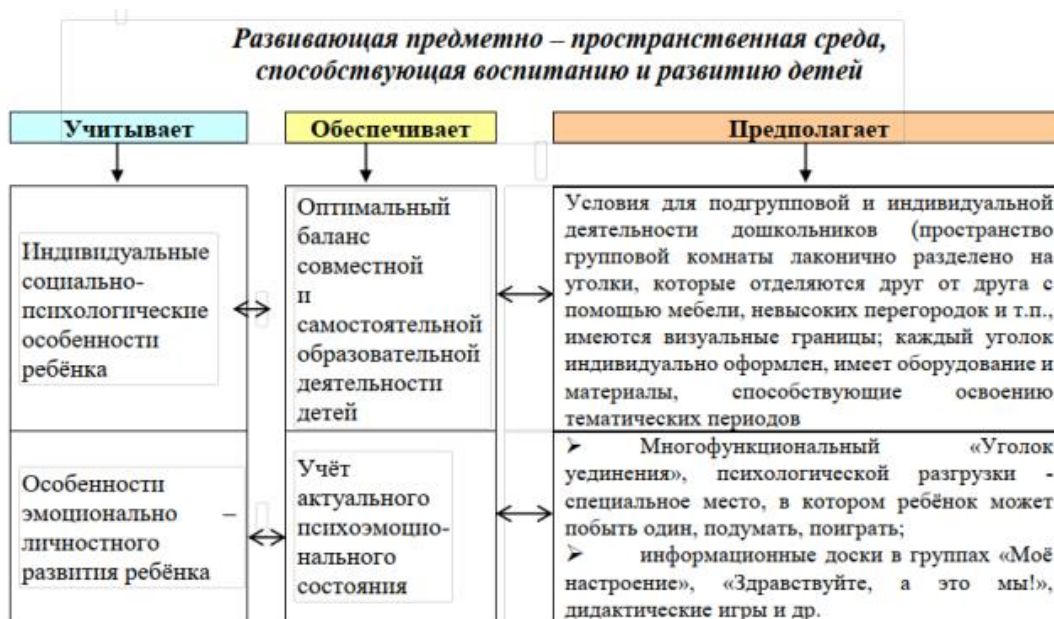 Развивающая предметно – пространственная среда,
способствующая воспитанию и развитию детей
Учитывает
Обеспечивает
Предполагает
Индивидуальные
социально-
психологические
особенности
ребёнка
Оптимальный
баланс
совместной
и
самостоятельной
образовательной
деятельности
детей
Условия для подгрупповой и индивидуальной
деятельности дошкольников (пространство
групповой комнаты лаконично разделено на
уголки, которые отделяются друг от друга с
помощью мебели, невысоких перегородок и т.п.,
имеются визуальные границы; каждый уголок
индивидуально оформлен, имеет оборудование и
материалы, способствующие освоению
тематических периодов
Особенности
эмоционально –
личностного
развития ребёнка
Учёт
актуального
психоэмоцио-
нального
состояния
➢ Многофункциональный «Уголок
уединения», психологической разгрузки -
специальное место, в котором ребёнок может
побыть один, подумать, поиграть;
➢ информационные доски в группах «Моё
настроение», «Здравствуйте, а это мы!»,
дидактические игры и др.